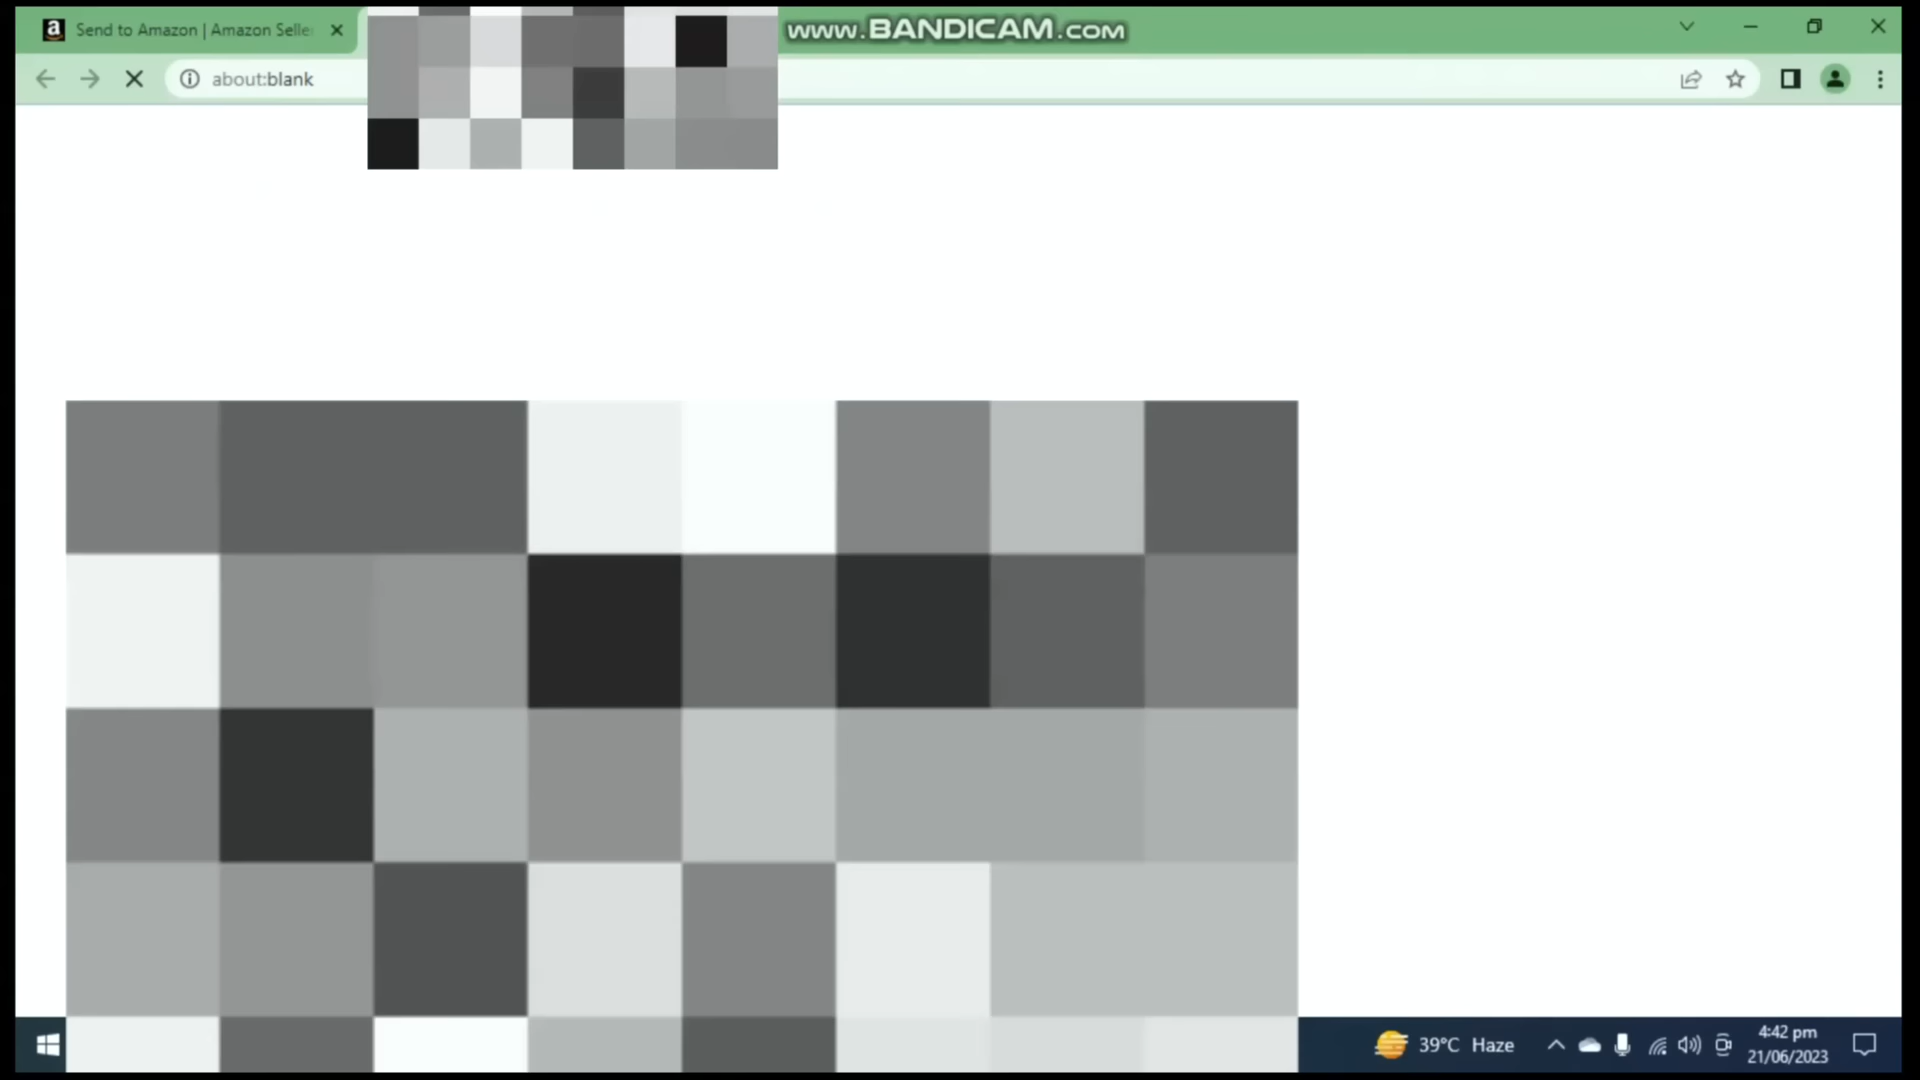 Send to Amazon | Amazon Selle
www.BANDICAM.com
about:blank
39°C Haze
4:42 pm
21/06/2023